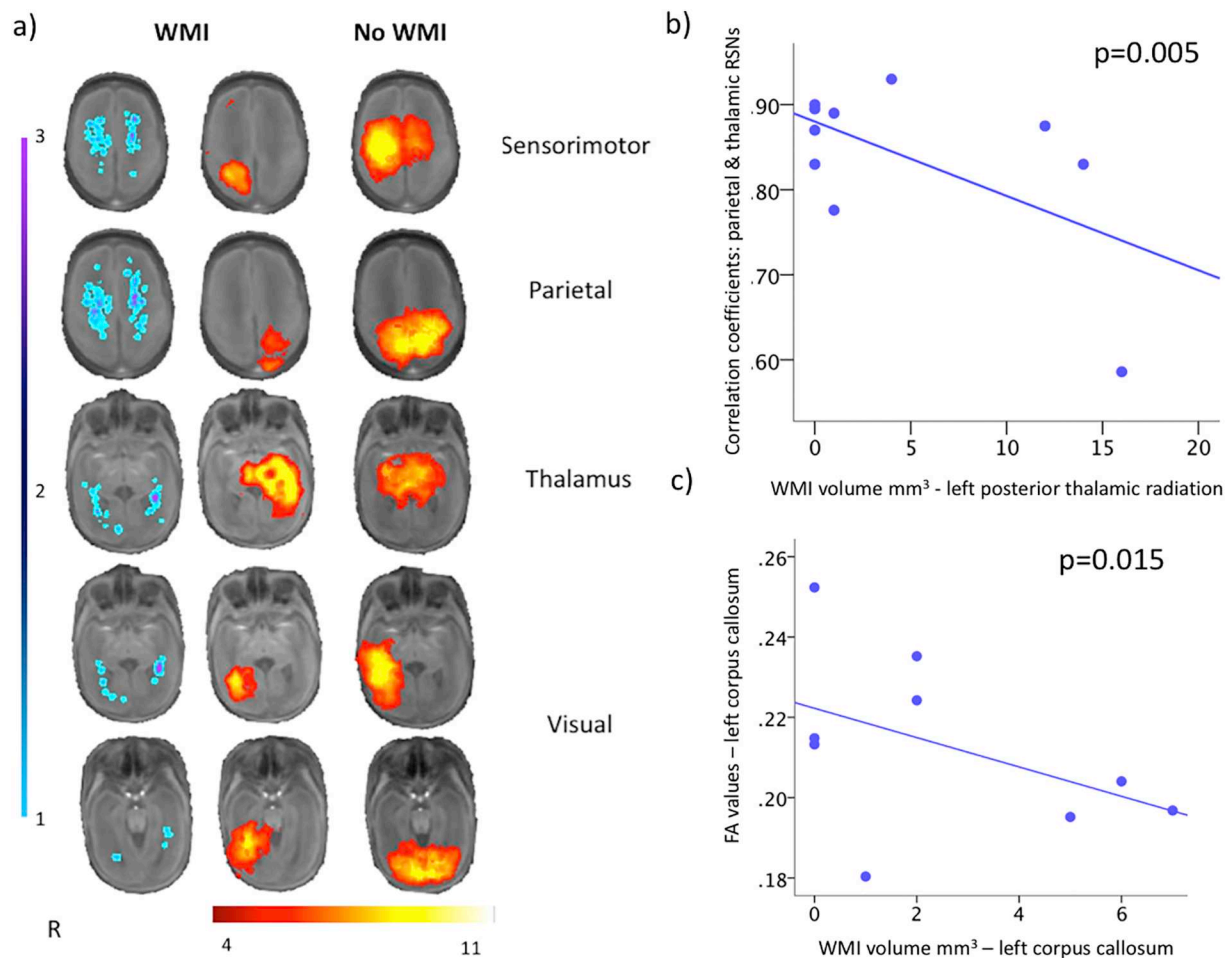 a)
WMI
No WMI
3
2
1
Sensorimotor
Parietal
Thalamus
Visual
R
4
11
b)
p=0.005
Correlation coefficients: parietal & thalamic RSNs
.90
.80
.70
.60
0
5
10
15
20
WMI volume mm³ - left posterior thalamic radiation
c)
p=0.015
FA values – left corpus callosum
.26
.24
.22
.20
.18
0
2
4
6
WMI volume mm³ – left corpus callosum